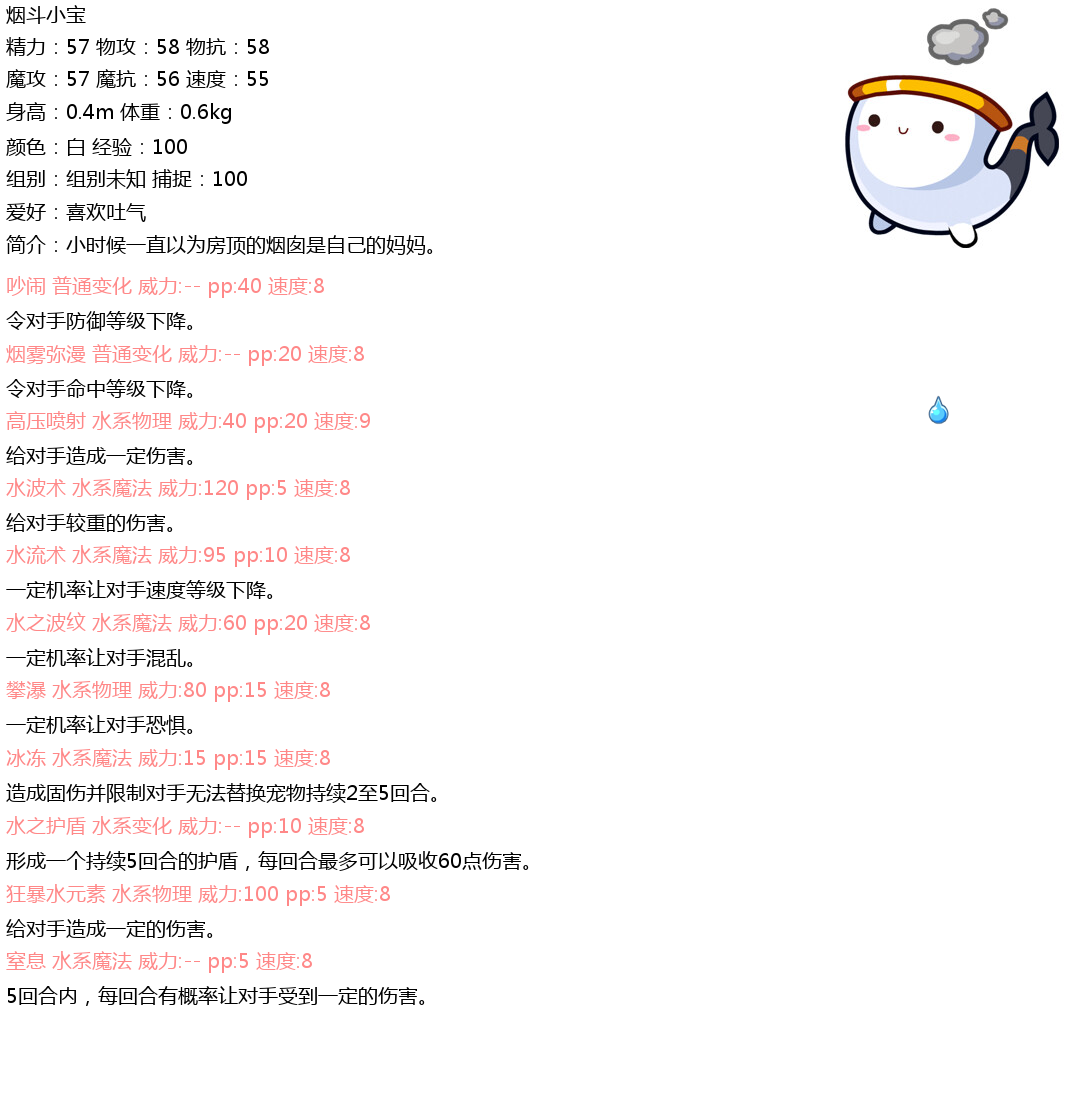 烟斗小宝
精力：57 物攻：58 物抗：58
魔攻：57 魔抗：56 速度：55
身高：0.4m 体重：0.6kg
颜色：白 经验：100
组别：组别未知 捕捉：100
爱好：喜欢吐气
简介：小时候一直以为房顶的烟囱是自己的妈妈。
吵闹 普通变化 威力:-- pp:40 速度:8
令对手防御等级下降。
烟雾弥漫 普通变化 威力:-- pp:20 速度:8
令对手命中等级下降。
高压喷射 水系物理 威力:40 pp:20 速度:9
给对手造成一定伤害。
水波术 水系魔法 威力:120 pp:5 速度:8
给对手较重的伤害。
水流术 水系魔法 威力:95 pp:10 速度:8
一定机率让对手速度等级下降。
水之波纹 水系魔法 威力:60 pp:20 速度:8
一定机率让对手混乱。
攀瀑 水系物理 威力:80 pp:15 速度:8
一定机率让对手恐惧。
冰冻 水系魔法 威力:15 pp:15 速度:8
造成固伤并限制对手无法替换宠物持续2至5回合。
水之护盾 水系变化 威力:-- pp:10 速度:8
形成一个持续5回合的护盾，每回合最多可以吸收60点伤害。
狂暴水元素 水系物理 威力:100 pp:5 速度:8
给对手造成一定的伤害。
窒息 水系魔法 威力:-- pp:5 速度:8
5回合内，每回合有概率让对手受到一定的伤害。